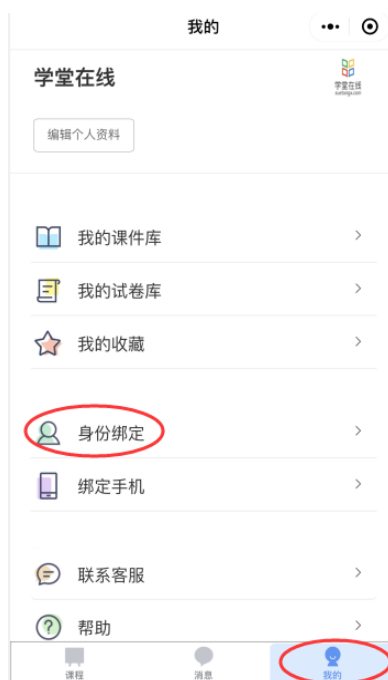 我的
学堂在线
学堂在线
xuetangx.com
编辑个人资料
我的课件库
我的试卷库
我的收藏
身份绑定
绑定手机
联系客服
帮助
课程
消息
我的